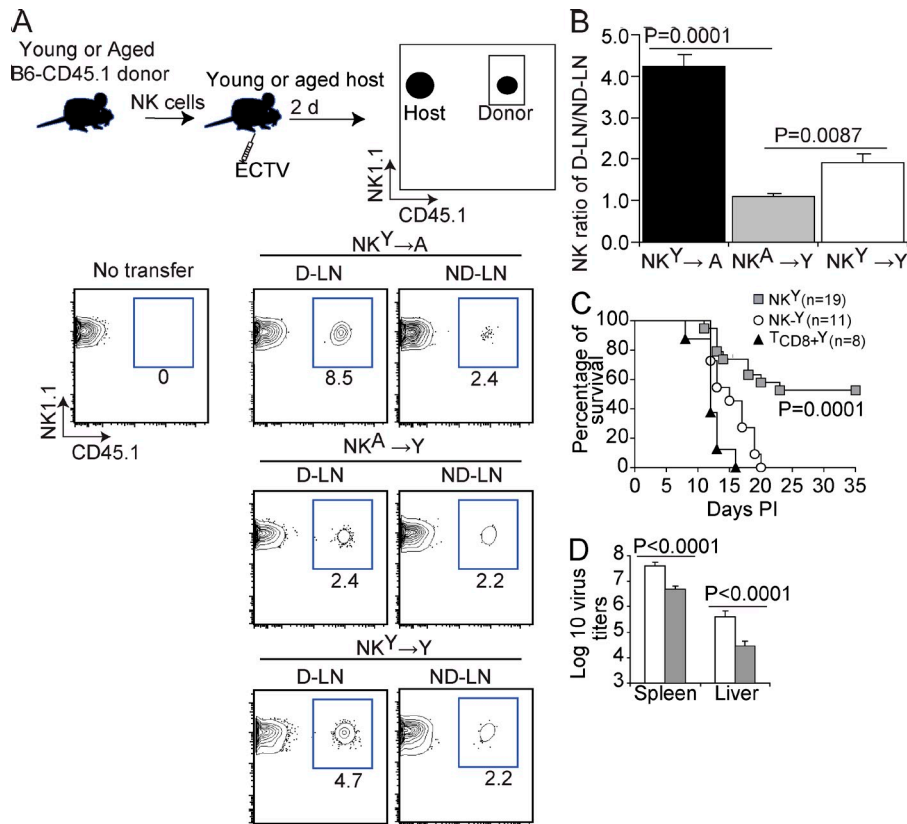 A
Young or Aged
B6-CD45.1 donor
NK cells
Young or aged host
2 d
ECTV
Host
Donor
NK1.1
CD45.1
NKY→A
No transfer
D-LN
ND-LN
0
8.5
2.4
NK1.1
CD45.1
NKA→Y
D-LN
ND-LN
2.4
2.2
NKY→Y
D-LN
ND-LN
4.7
2.2
B
NK ratio of D-LN/ND-LN
5.0
4.0
3.0
2.0
1.0
0.0
P=0.0001
P=0.0087
NKY→A
NKA→Y
NKY→Y
C
NKY(n=19)
NK-Y(n=11)
TCD8+Y(n=8)
Percentage of
survival
100
80
60
40
20
0
P=0.0001
0 5 10 15 20 25 30 35
Days PI
D
Log 10 virus
titers
8
7
6
5
4
3
P<0.0001
P<0.0001
Spleen
Liver